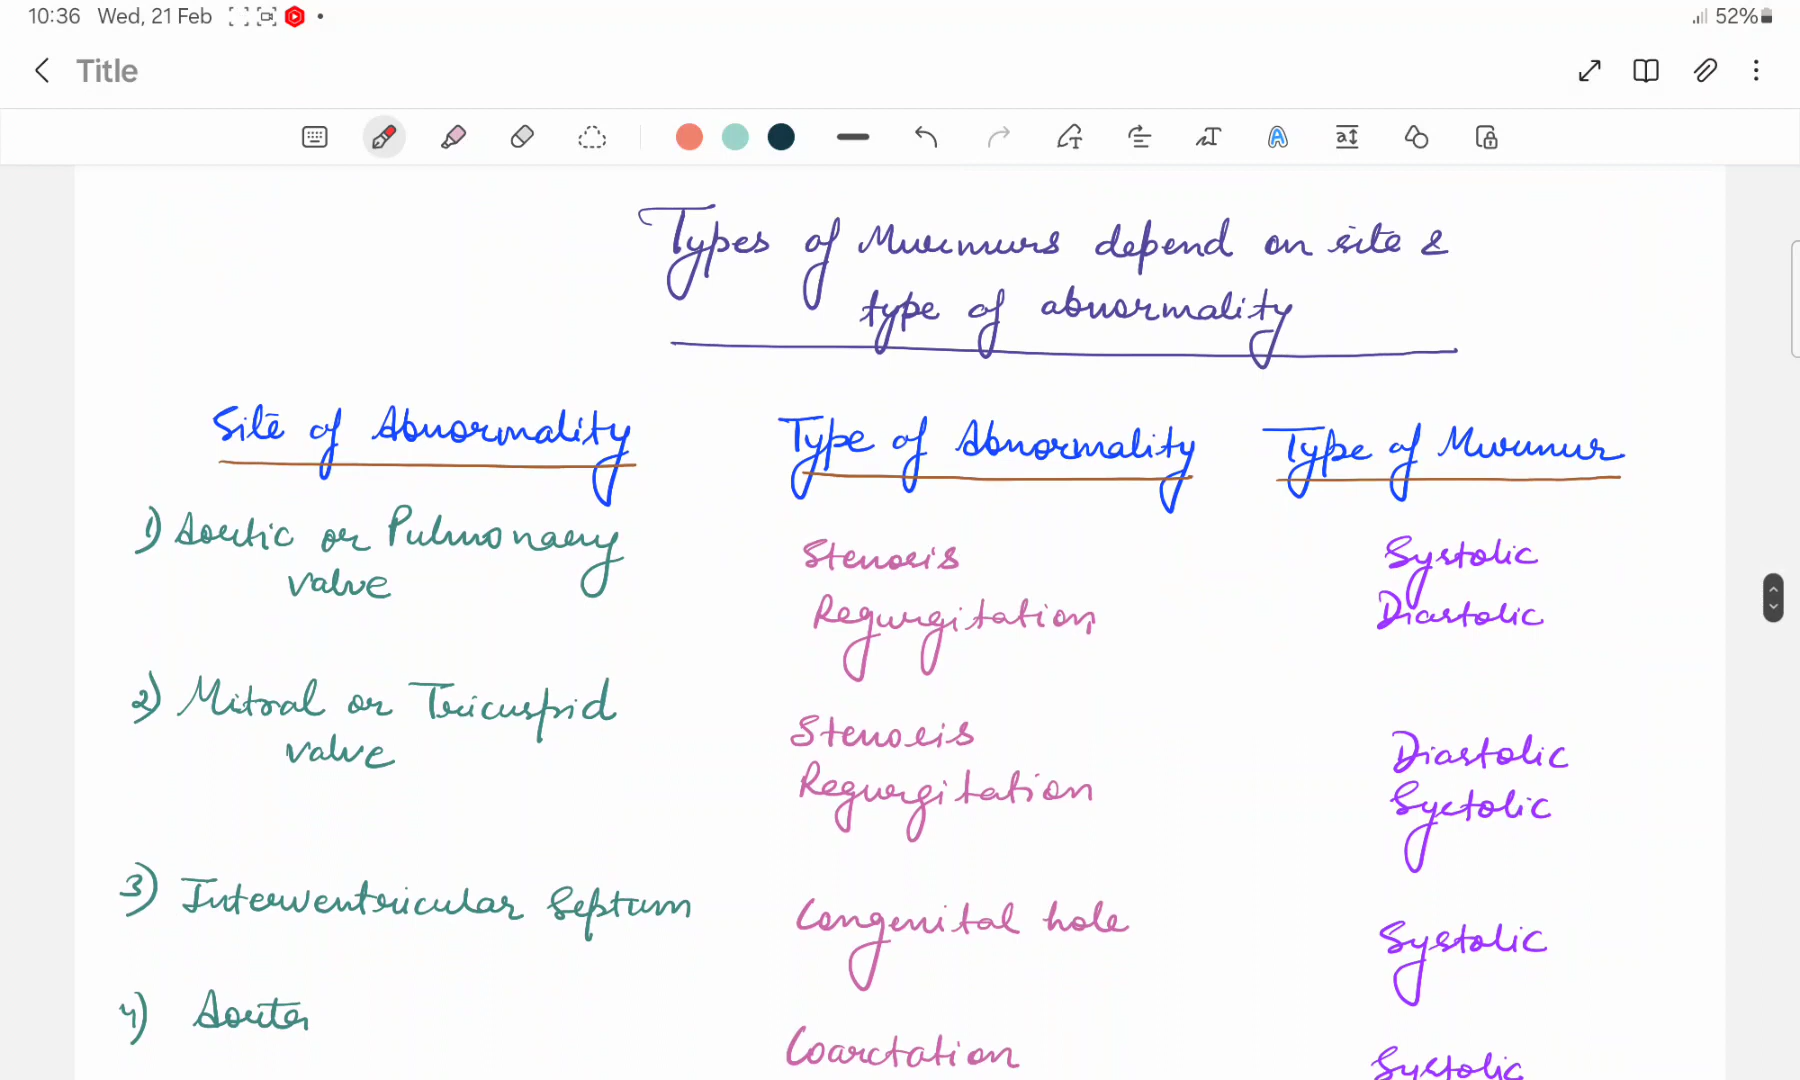 10:36 Wed, 21 Feb 52%
Title
Types of Murmurs depend on site &
type of abnormality
Site of Abnormality Type of Abnormality Type of Murmur
1) Aortic or Pulmonary Stenosis Systolic
valve Regurgitation Diastolic
2) Mitral or Tricuspid Stenosis Diastolic
valve Regurgitation Systolic
3) Interventricular Septum Congenital hole Systolic
4) Aorta Coarctation Systolic